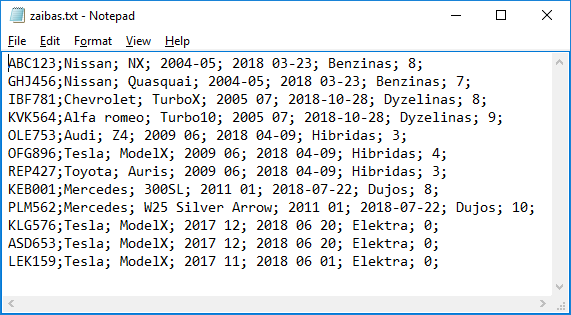 zaibas.txt - Notepad
File Edit Format View Help
ABC123;Nissan; NX; 2004-05; 2018 03-23; Benzinas; 8;
GHJ456;Nissan; Quasquai; 2004-05; 2018 03-23; Benzinas; 7;
IBF781;Chevrolet; TurboX; 2005 07; 2018-10-28; Dyzelinas; 8;
KVK564;Alfa romeo; Turbo10; 2005 07; 2018-10-28; Dyzelinas; 9;
OLE753;Audi; Z4; 2009 06; 2018 04-09; Hibridas; 3;
OFG896;Tesla; ModelX; 2009 06; 2018 04-09; Hibridas; 4;
REP427;Toyota; Auris; 2009 06; 2018 04-09; Hibridas; 3;
KEB001;Mercedes; 300SL; 2011 01; 2018-07-22; Dujos; 8;
PLM562;Mercedes; W25 Silver Arrow; 2011 01; 2018-07-22; Dujos; 10;
KLG576;Tesla; ModelX; 2017 12; 2018 06 20; Elektra; 0;
ASD653;Tesla; ModelX; 2017 12; 2018 06 20; Elektra; 0;
LEK159;Tesla; ModelX; 2017 11; 2018 06 01; Elektra; 0;